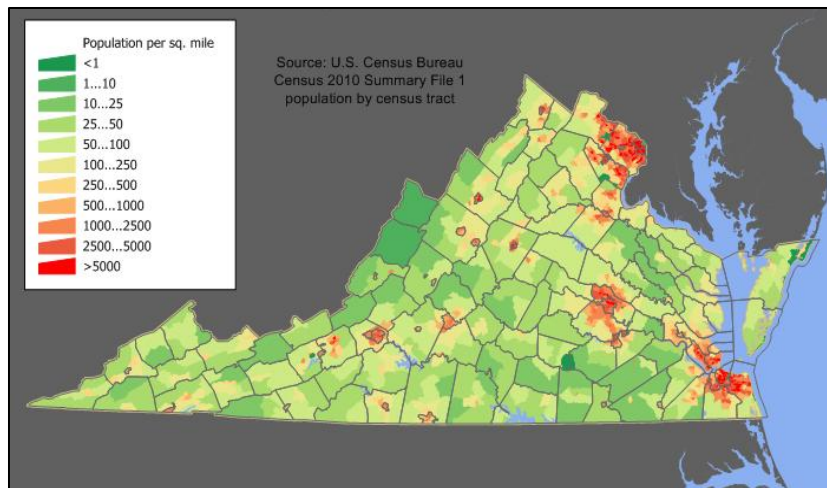 Population per sq. mile
<1
1...10
10...25
25...50
50...100
100...250
250...500
500...1000
1000...2500
2500...5000
>5000
Source: U.S. Census Bureau
Census 2010 Summary File 1
population by census tract